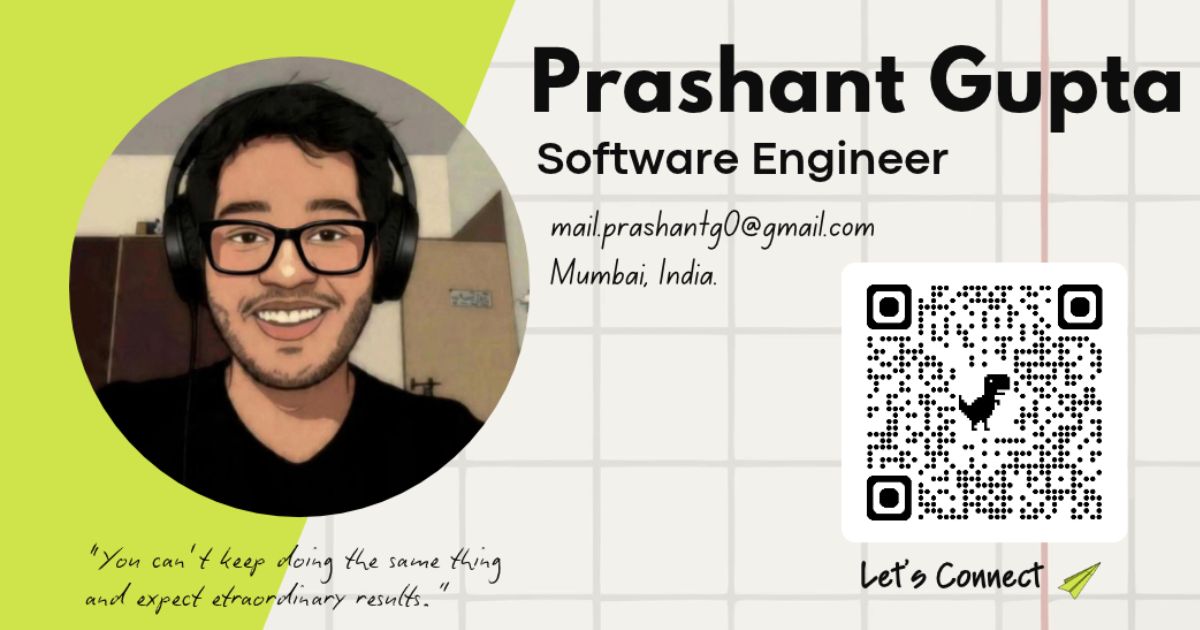 Prashant Gupta
Software Engineer
mail.prashantg0@gmail.com
Mumbai, India.
Let's Connect
"You can't keep doing the same thing
and expect etraordinary results."